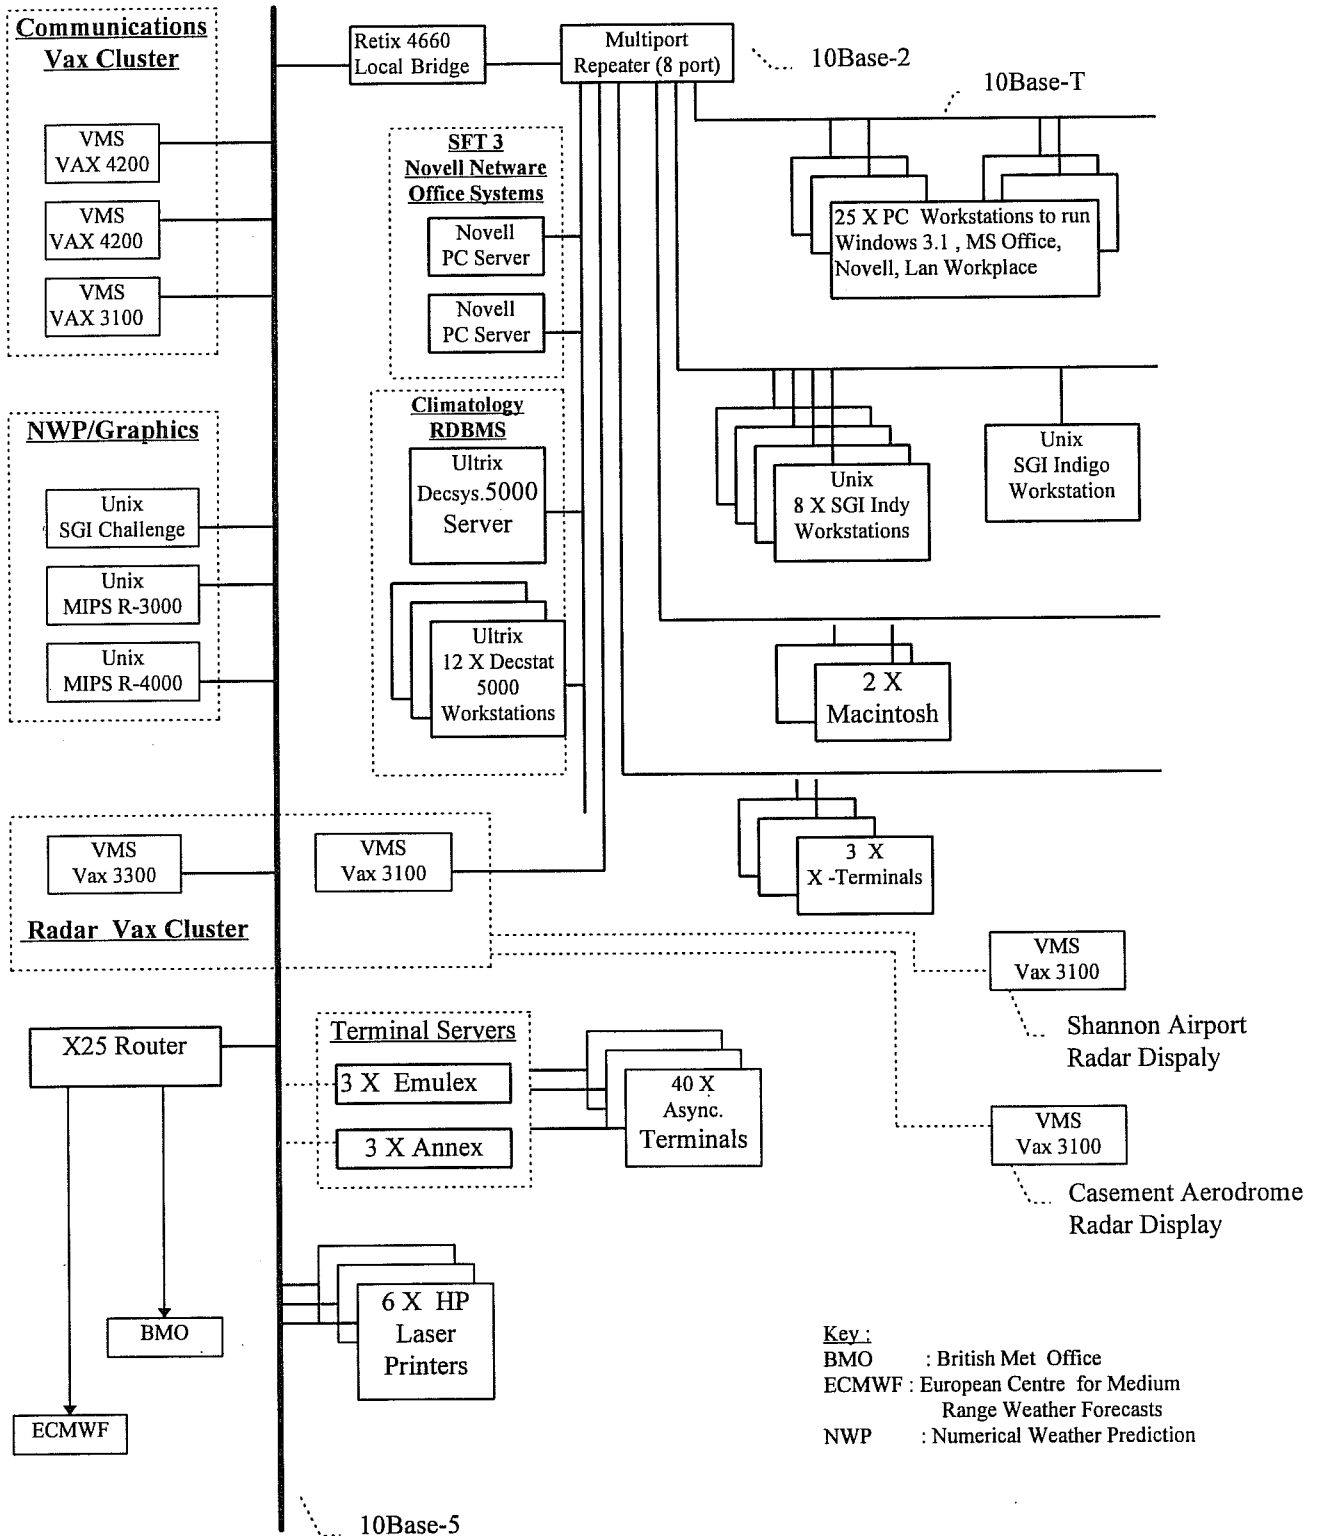 Communications
Vax Cluster
VMS
VAX 4200
VMS
VAX 4200
VMS
VAX 3100
Retix 4660
Local Bridge
Multiport
Repeater (8 port)
10Base-2
10Base-T
SFT 3
Novell Netware
Office Systems
Novell
PC Server
Novell
PC Server
25 X PC Workstations to run
Windows 3.1 , MS Office,
Novell, Lan Workplace
NWP/Graphics
Unix
SGI Challenge
Unix
MIPS R-3000
Unix
MIPS R-4000
Climatology
RDBMS
Ultrix
Decsys.5000
Server
Ultrix
12 X Decstat
5000
Workstations
Unix
8 X SGI Indy
Workstations
Unix
SGI Indigo
Workstation
2 X
Macintosh
3 X
X -Terminals
VMS
Vax 3300
VMS
Vax 3100
Radar Vax Cluster
VMS
Vax 3100
Shannon Airport
Radar Dispaly
X25 Router
Terminal Servers
3 X Emulex
3 X Annex
40 X
Async.
Terminals
VMS
Vax 3100
Casement Aerodrome
Radar Display
6 X HP
Laser
Printers
BMO
ECMWF
Key :
BMO : British Met Office
ECMWF : European Centre for Medium
Range Weather Forecasts
NWP : Numerical Weather Prediction
10Base-5